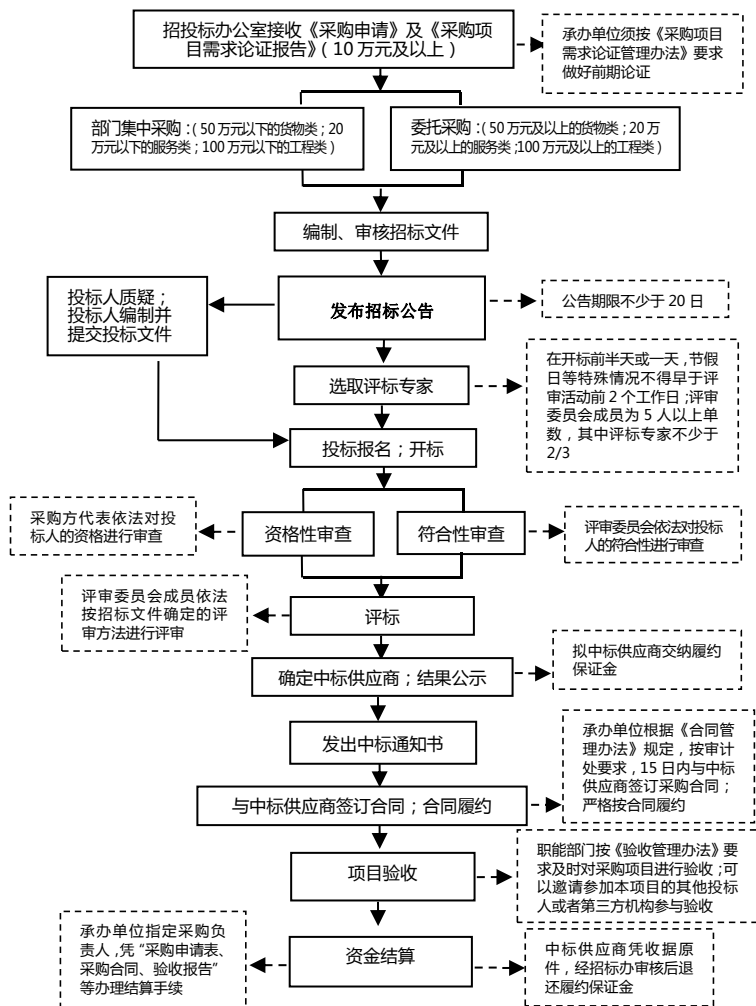 招投标办公室接收《采购申请》及《采购项
目需求论证报告》（10 万元及以上）
承办单位须按《采购项目
需求论证管理办法》要求
做好前期论证
部门集中采购：（50 万元以下的货物类；20
万元以下的服务类；100 万元以下的工程类）
委托采购：（50 万元及以上的货物类；20 万
元及以上的服务类；100 万元及以上的工程类）
编制、审核招标文件
投标人质疑；
投标人编制并
提交投标文件
发布招标公告
公告期限不少于 20 日
选取评标专家
在开标前半天或一天，节假
日等特殊情况不得早于评
审活动前 2 个工作日；评审
委员会成员为 5 人以上单
数，其中评标专家不少于
2/3
投标报名；开标
采购方代表依法对投
标人的资格进行审查
资格性审查
符合性审查
评审委员会依法对投标
人的符合性进行审查
评审委员会成员依法
按招标文件确定的评
审方法进行评审
评标
确定中标供应商；结果公示
拟中标供应商交纳履约
保证金
发出中标通知书
承办单位根据《合同管
理办法》规定，按审计
处要求，15 日内与中标
供应商签订采购合同；
严格按合同履约
与中标供应商签订合同；合同履约
项目验收
职能部门按《验收管理办法》要
求及时对采购项目进行验收；可
以邀请参加本项目的其他投标
人或者第三方机构参与验收
承办单位指定采购负
责人，凭“采购申请表、
采购合同、验收报告”
等办理结算手续
资金结算
中标供应商凭收据原
件，经招标办审核后退
还履约保证金